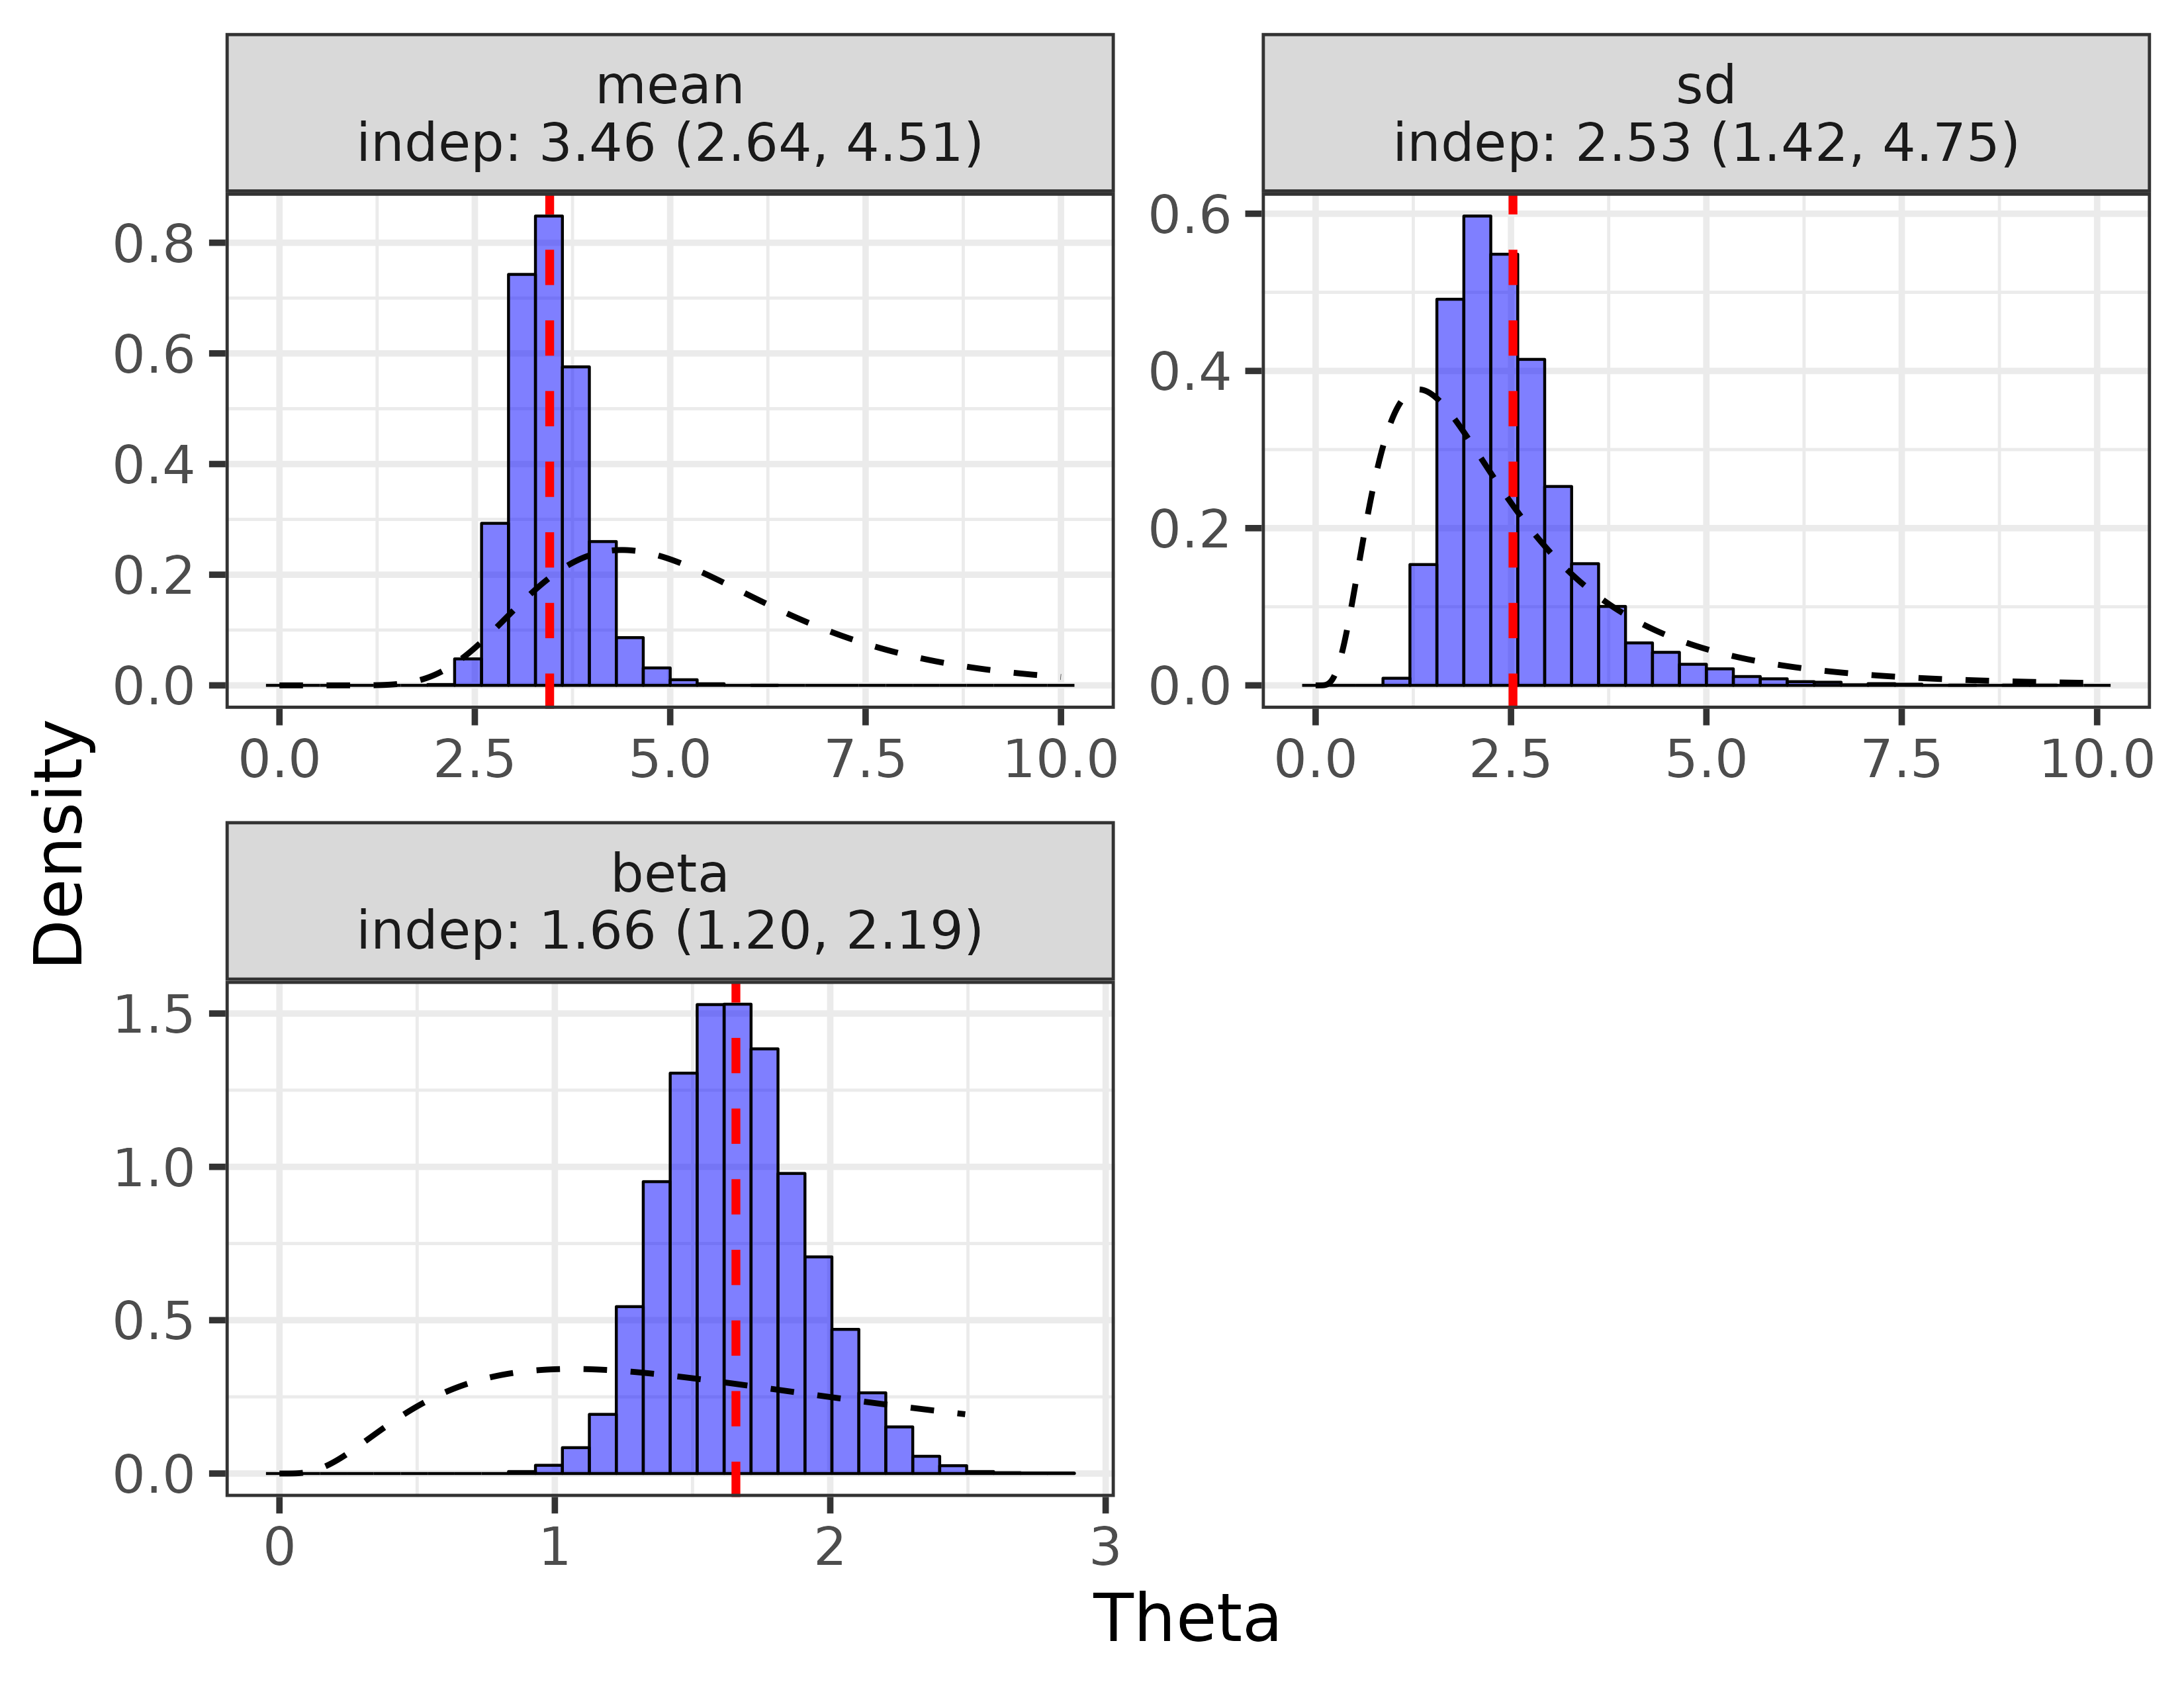 mean
indep: 3.46 (2.64, 4.51)
0.8
0.6
0.4
0.2
0.0
0.0 2.5 5.0 7.5 10.0
sd
indep: 2.53 (1.42, 4.75)
0.6
0.4
0.2
0.0
0.0 2.5 5.0 7.5 10.0
beta
indep: 1.66 (1.20, 2.19)
1.5
1.0
0.5
0.0
0 1 2 3
Density
Theta